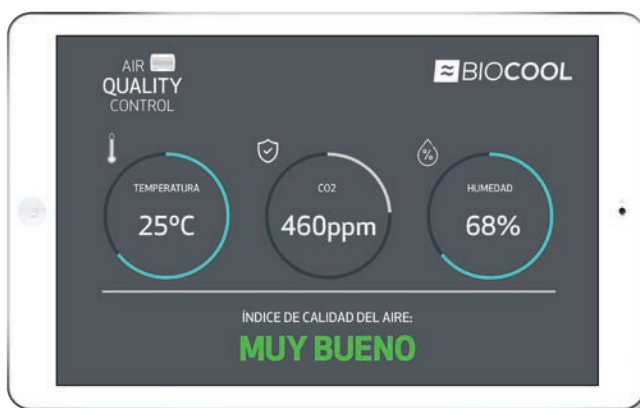 AIR
QUALITY
CONTROL
BIOCOOL
TEMPERATURA
25ºC
CO2
460ppm
%
HUMEDAD
68%
ÍNDICE DE CALIDAD DEL AIRE:
MUY BUENO